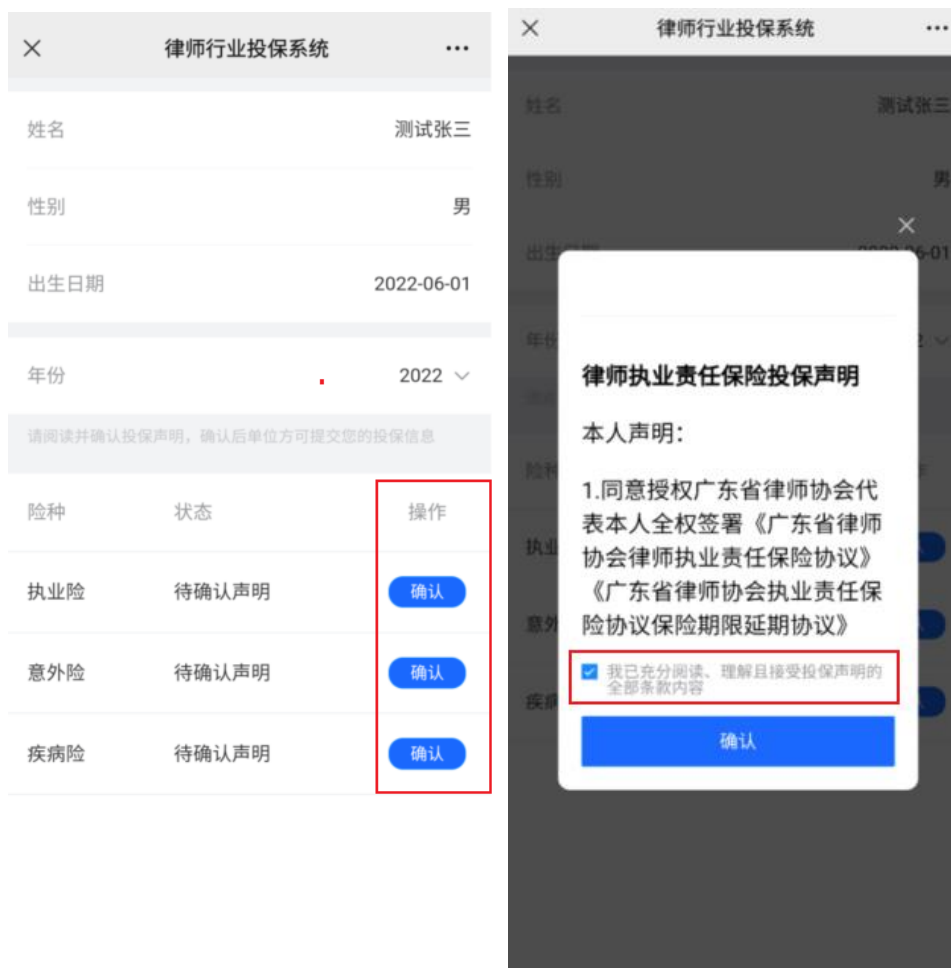 律师行业投保系统
姓名 测试张三
性别 男
出生日期 2022-06-01
年份 2022
请阅读并确认投保声明，确认后单位方可提交您的投保信息
险种 状态 操作
执业险 待确认声明 确认
意外险 待确认声明 确认
疾病险 待确认声明 确认
律师行业投保系统
姓名 测试张三
性别 男
律师执业责任保险投保声明
本人声明：
1.同意授权广东省律师协会代
表本人全权签署《广东省律师
协会律师执业责任保险协议》
《广东省律师协会执业责任保
险协议保险期限延期协议》
我已充分阅读、理解且接受投保声明的
全部条款内容
确认